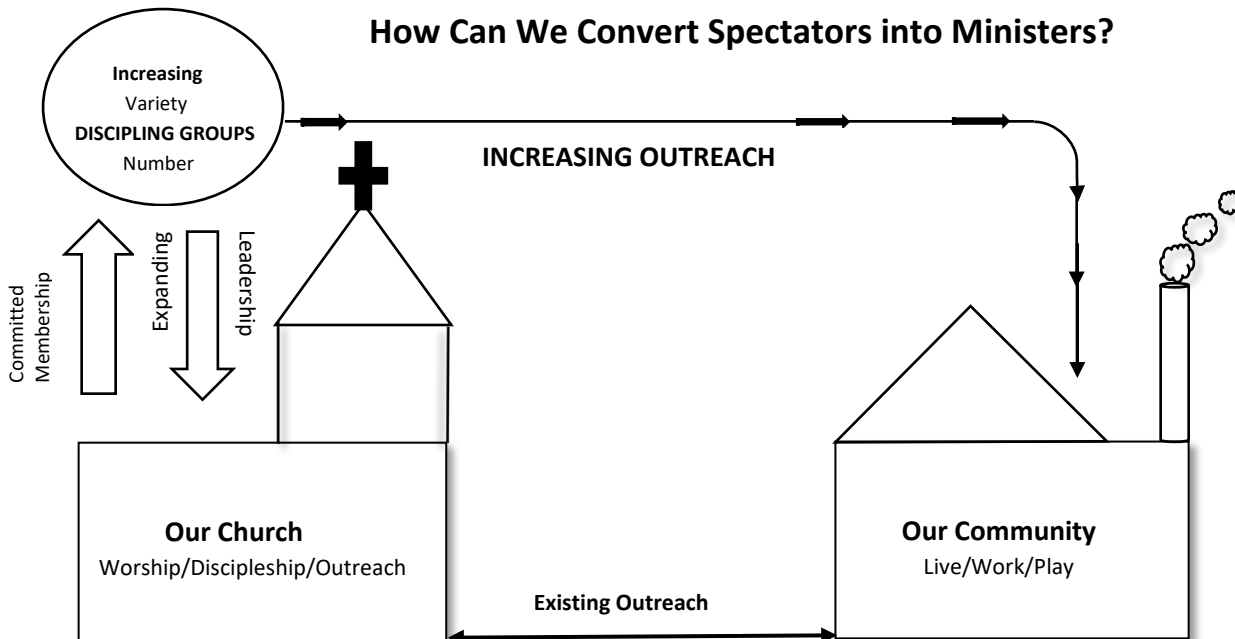 How Can We Convert Spectators into Ministers?
Increasing
Variety
DISCIPLING GROUPS
Number
INCREASING OUTREACH
Committed
Membership
Expanding
Leadership
Our Church
Worship/Discipleship/Outreach
Our Community
Live/Work/Play
Existing Outreach